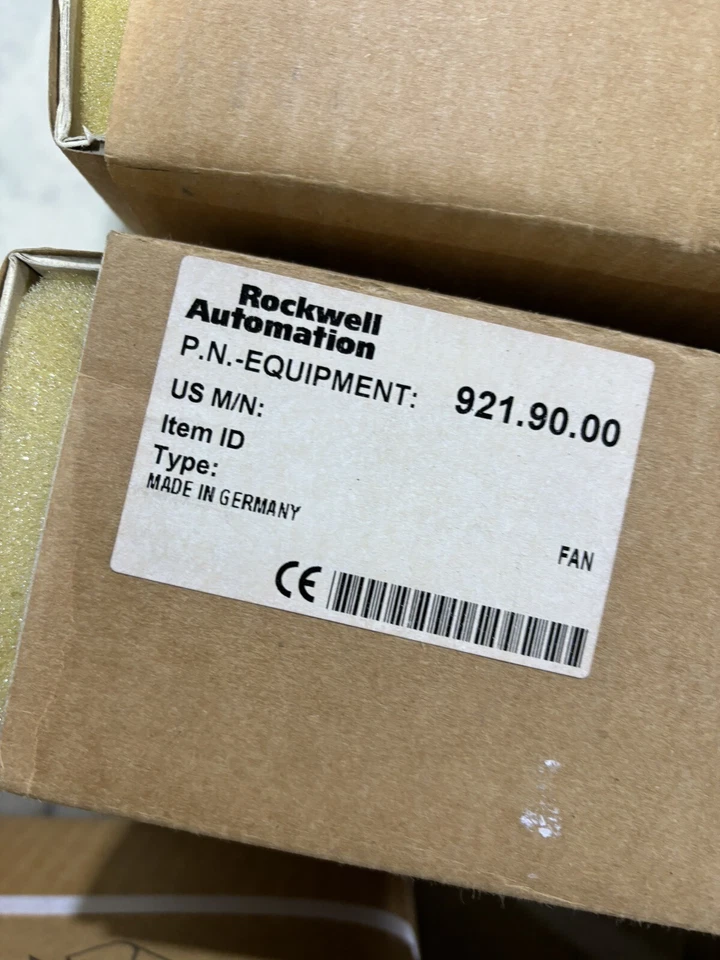 Rockwell
Automation
P.N.-EQUIPMENT: 921.90.00
US M/N:
Item ID
Type:
MADE IN GERMANY
FAN
CE